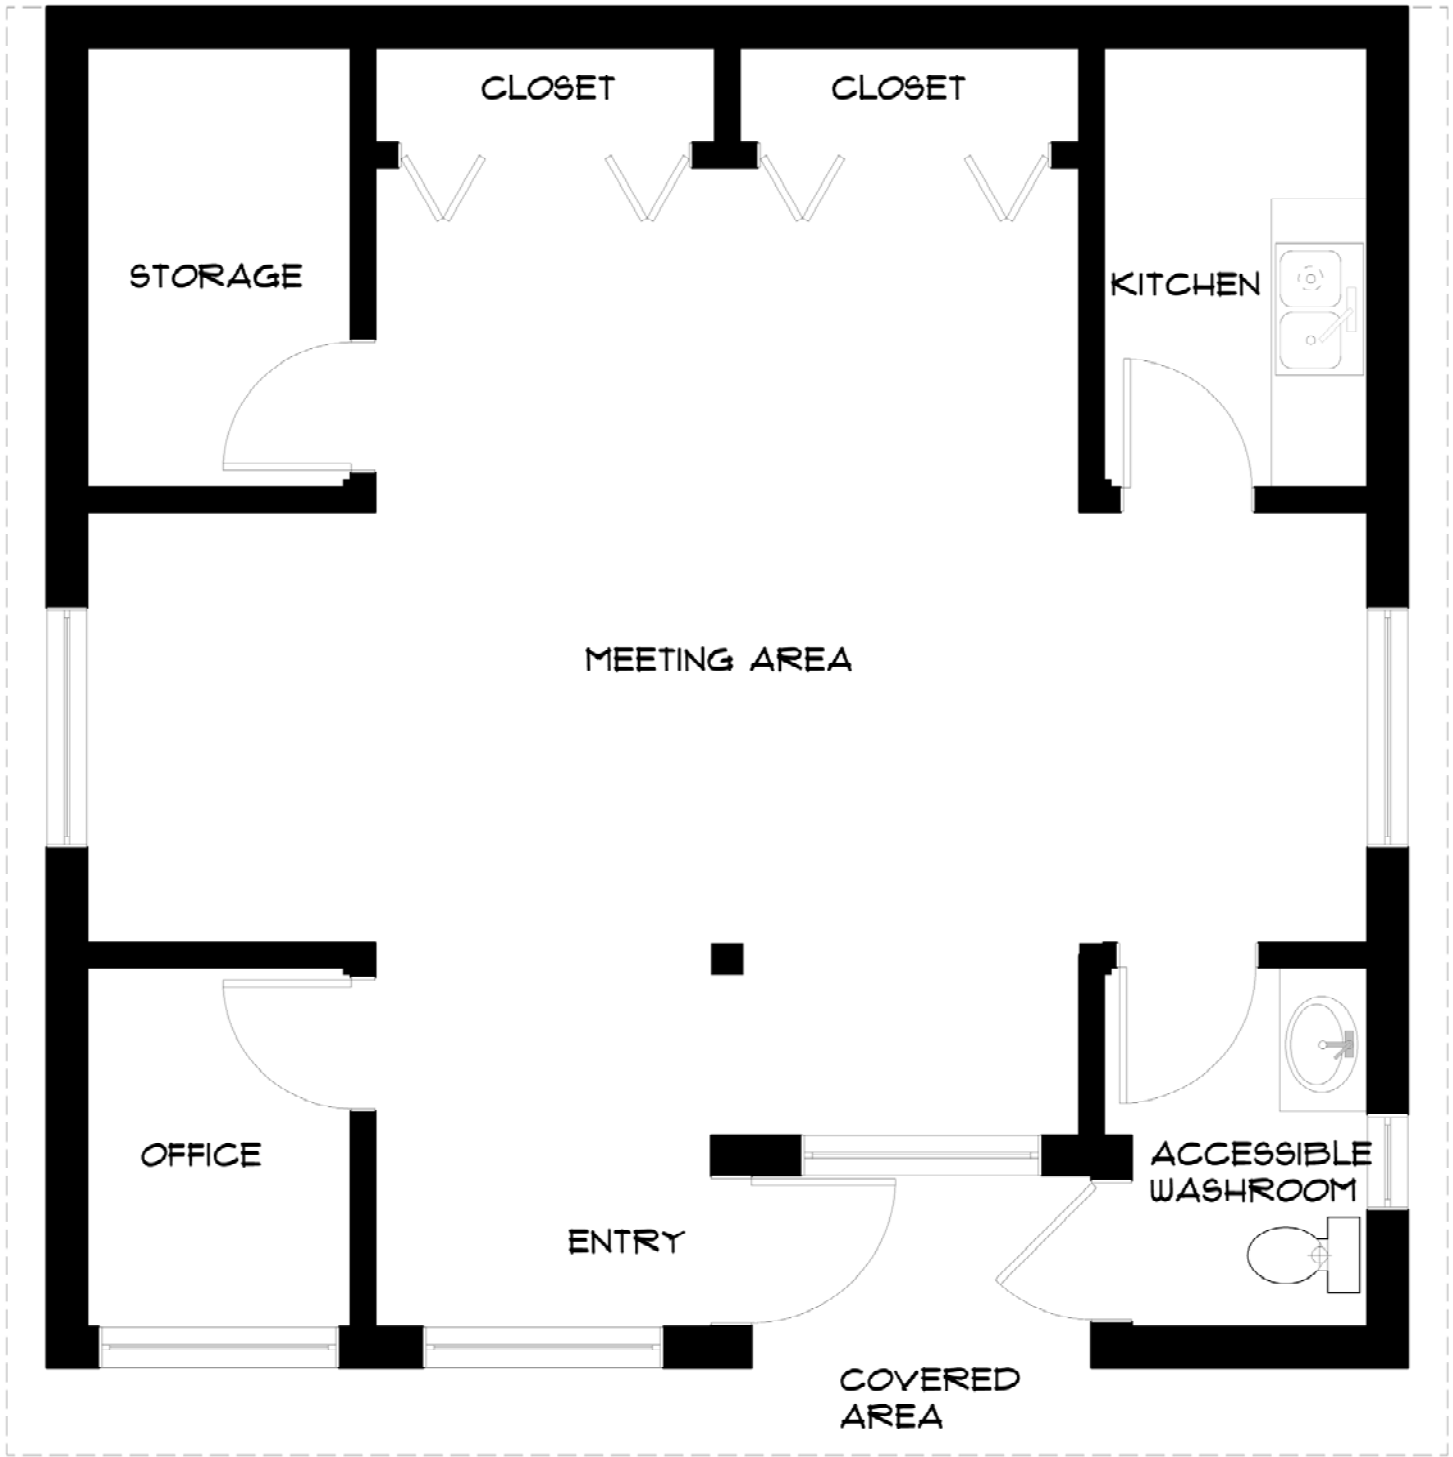 CLOSET
CLOSET
STORAGE
KITCHEN
MEETING AREA
OFFICE
ACCESSIBLE
WASHROOM
ENTRY
COVERED
AREA